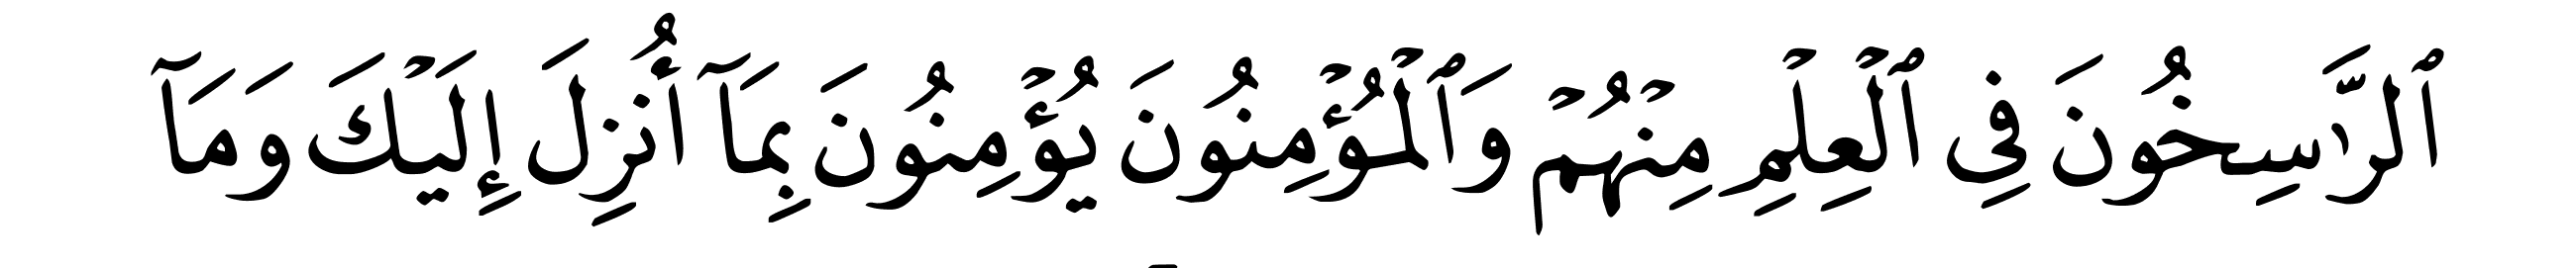 ٱلرَّٰسِخُونَ فِي ٱلۡعِلۡمِ مِنۡهُمۡ وَٱلۡمُؤۡمِنُونَ يُؤۡمِنُونَ بِمَآ أُنزِلَ إِلَيۡكَ وَمَآ